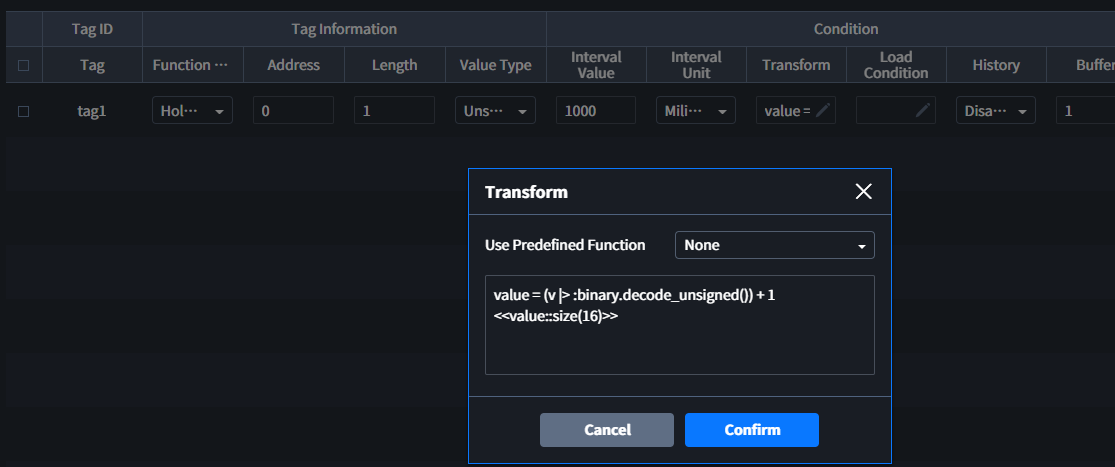 Tag ID Tag Information Condition
Tag Function ··· Address Length Value Type Interval Value Interval Unit Transform Load Condition History Buffer
tag1 Hol··· 0 1 Uns··· 1000 Mili··· value = Disa··· 1
Transform
Use Predefined Function None
value = (v |> :binary.decode_unsigned()) + 1
<<value::size(16)>>
Cancel Confirm